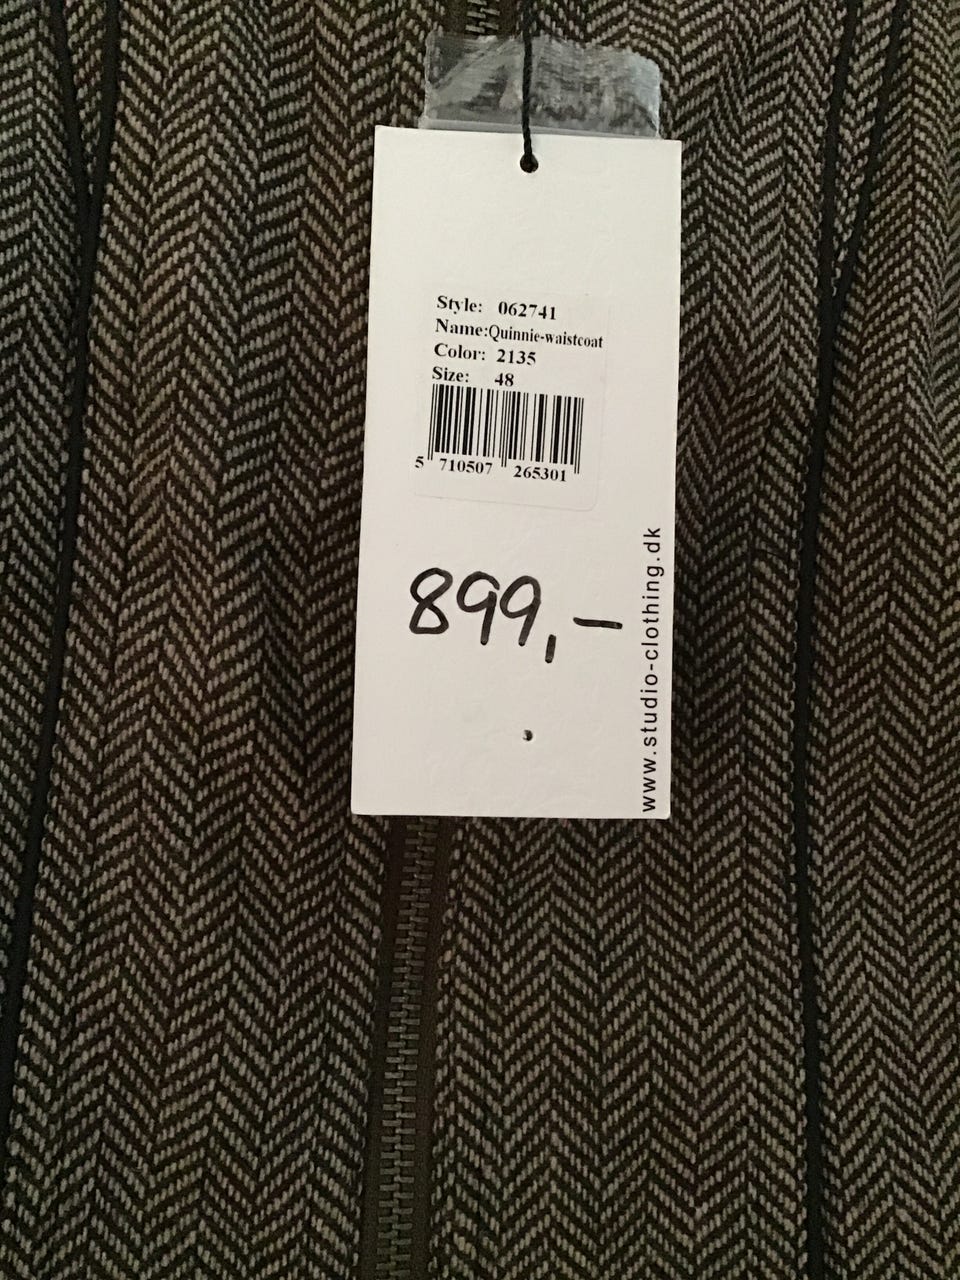 Style: 062741
Name:Quinnie-waistcoat
Color: 2135
Size: 48
5 710507 265301
899,-
www.studio-clothing.dk